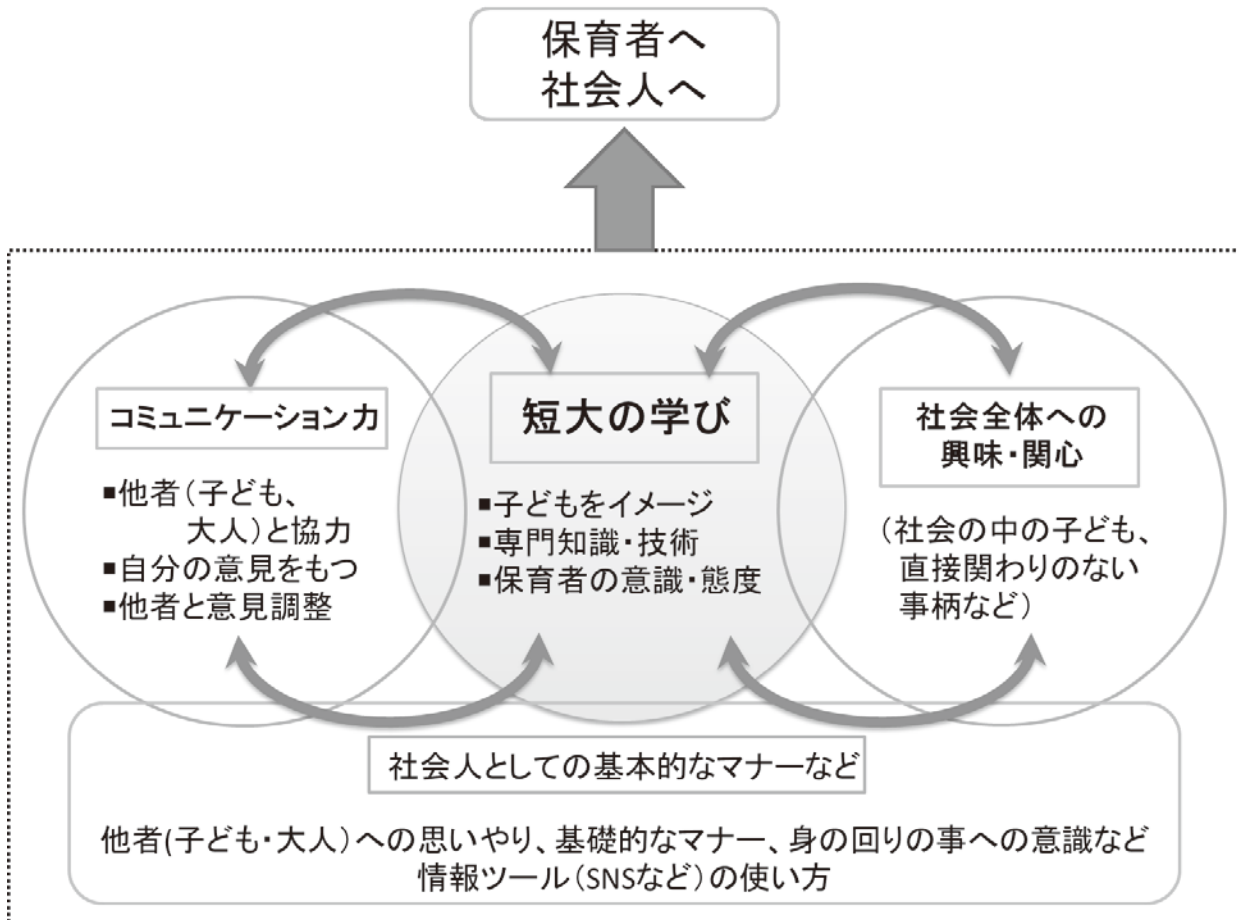 保育者へ
社会人へ
コミュニケーション力
■他者(子ども、
大人)と協力
■自分の意見をもつ
■他者と意見調整
短大の学び
■子どもをイメージ
■専門知識・技術
■保育者の意識・態度
社会全体への
興味・関心
(社会の中の子ども、
直接関わりのない
事柄など)
社会人としての基本的なマナーなど
他者(子ども・大人)への思いやり、基礎的なマナー、身の回りの事への意識など
情報ツール(SNSなど)の使い方